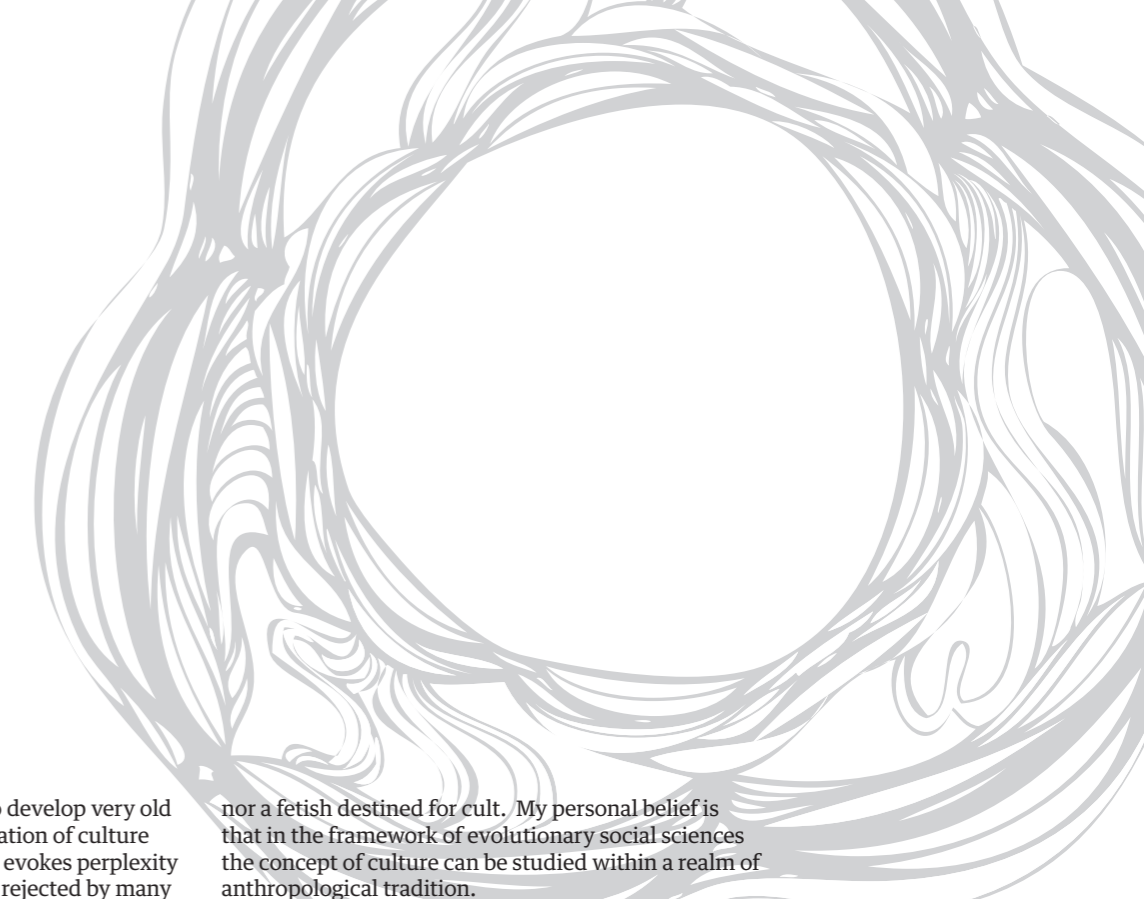 develop very old
ation of culture
evokes perplexity
rejected by many
nor a fetish destined for cult. My personal belief is
that in the framework of evolutionary social sciences
the concept of culture can be studied within a realm of
anthropological tradition.